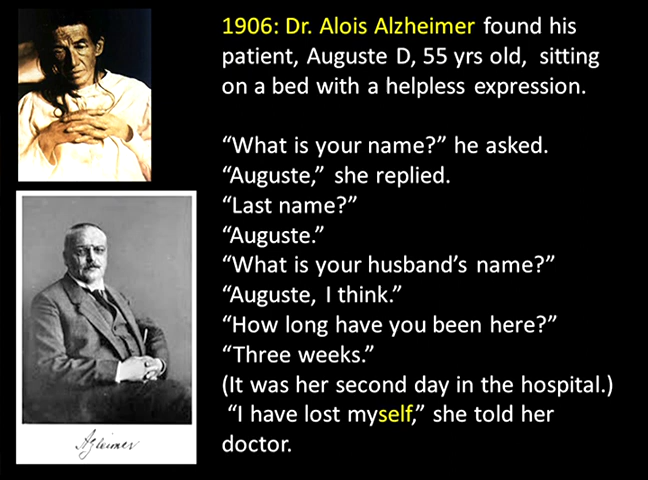 1906: Dr. Alois Alzheimer found his
patient, Auguste D, 55 yrs old, sitting
on a bed with a helpless expression.
“What is your name?” he asked.
“Auguste,” she replied.
“Last name?”
“Auguste.”
“What is your husband’s name?”
“Auguste, I think.”
“How long have you been here?”
“Three weeks.”
(It was her second day in the hospital.)
“I have lost myself,” she told her
doctor.
Alzheimer